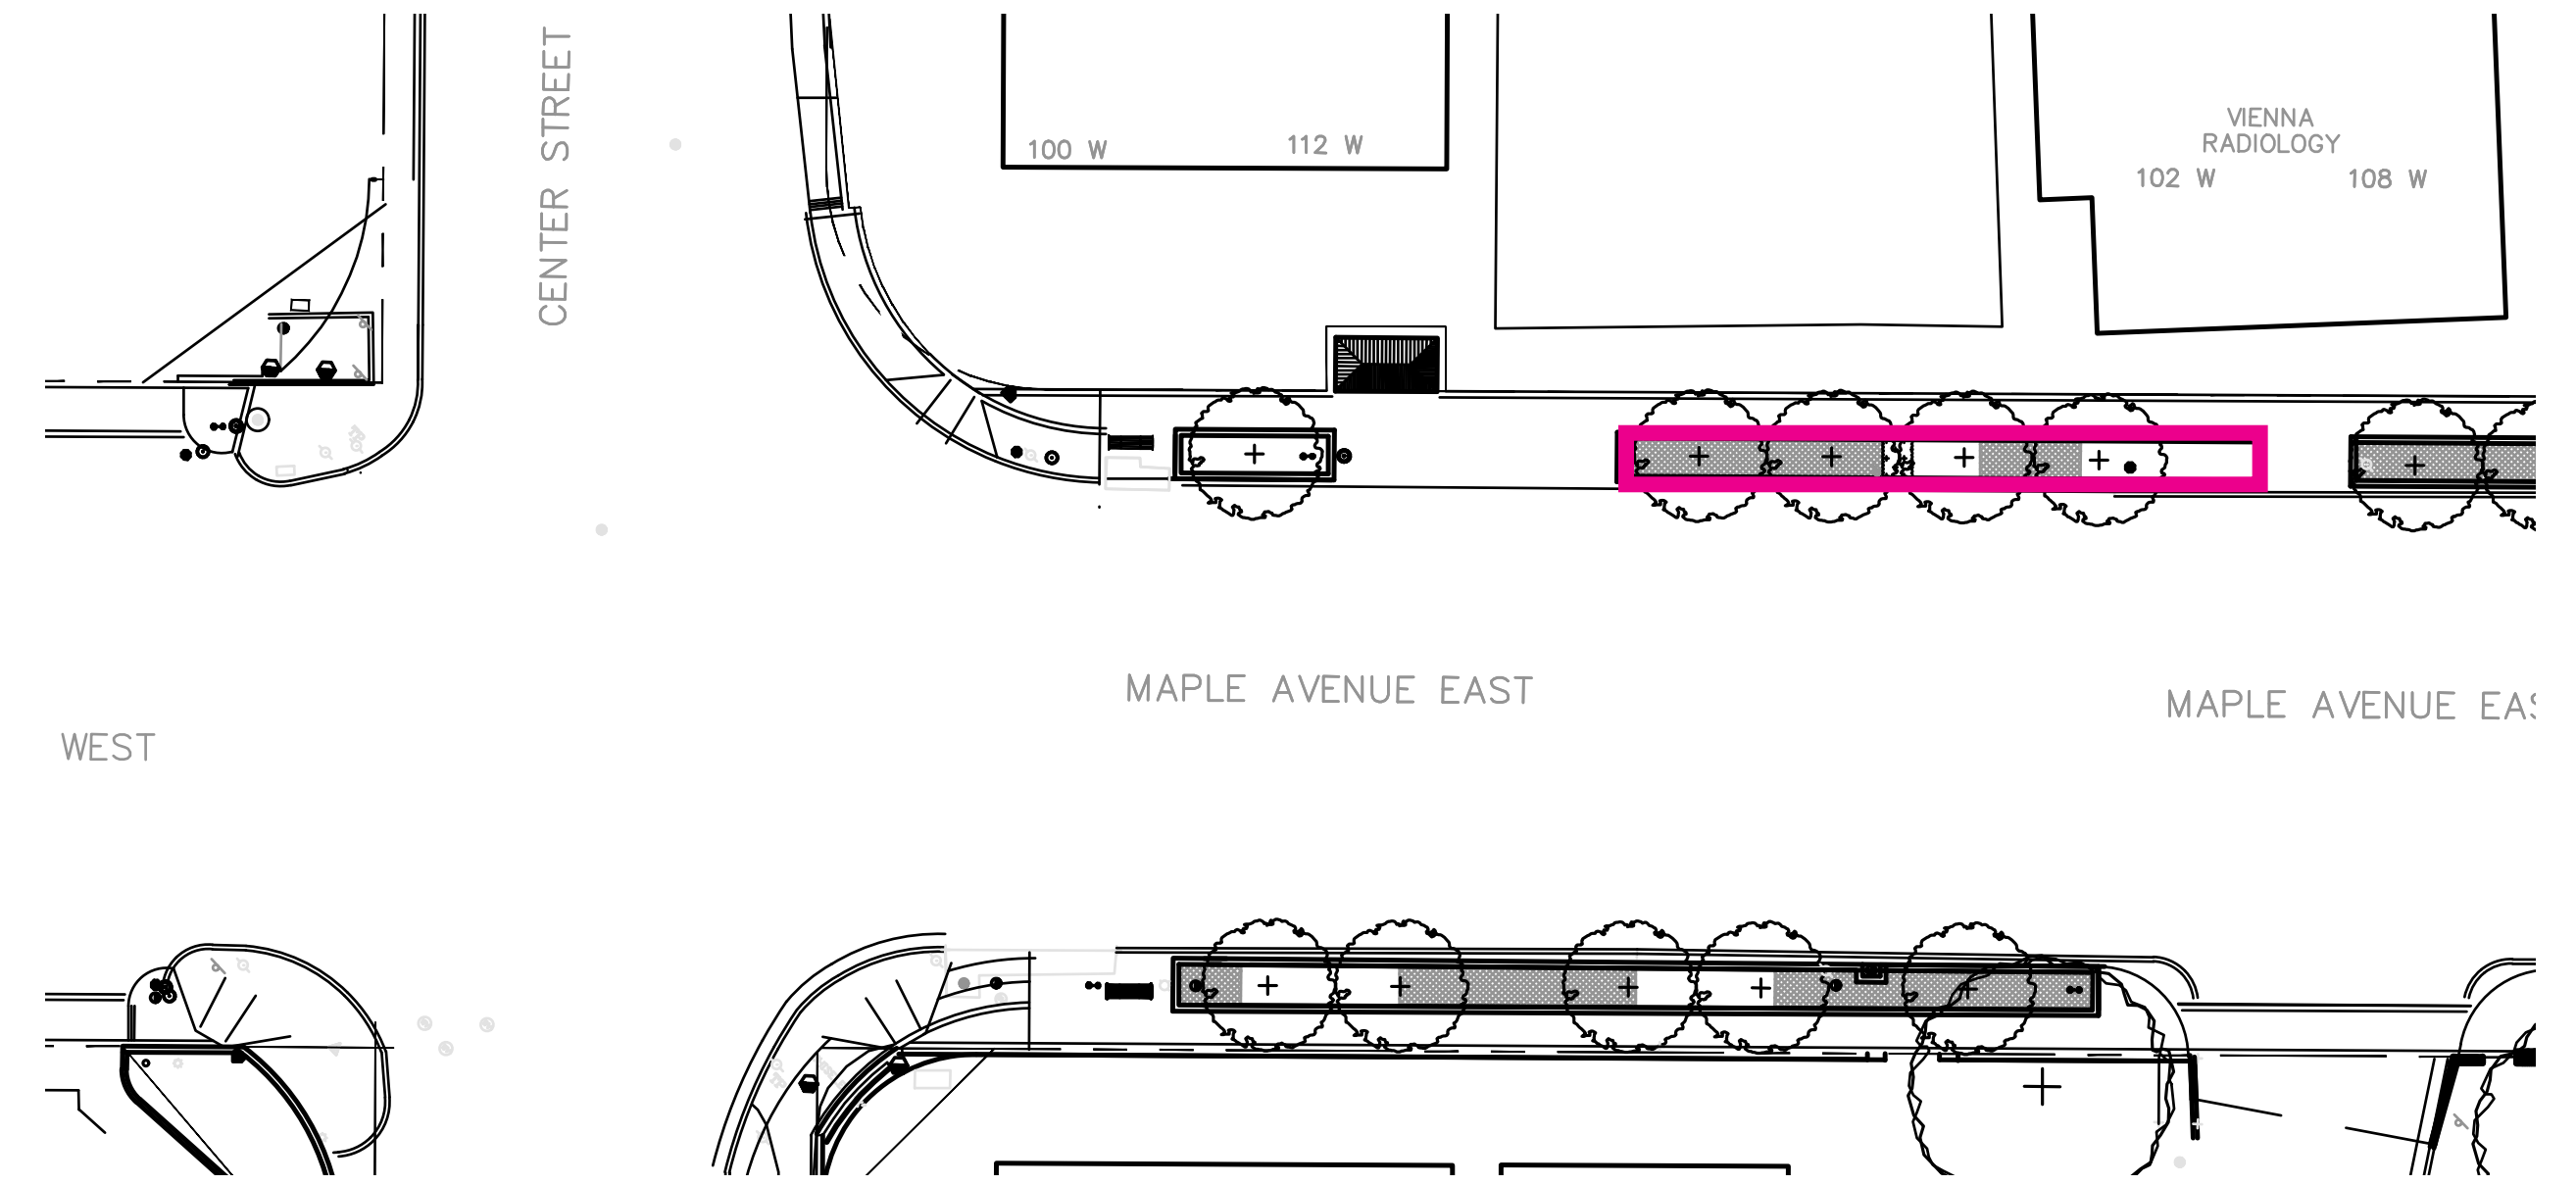 CENTER STREET
100 W
112 W
VIENNA
RADIOLOGY
102 W
108 W
MAPLE AVENUE EAST
MAPLE AVENUE EAS
WEST